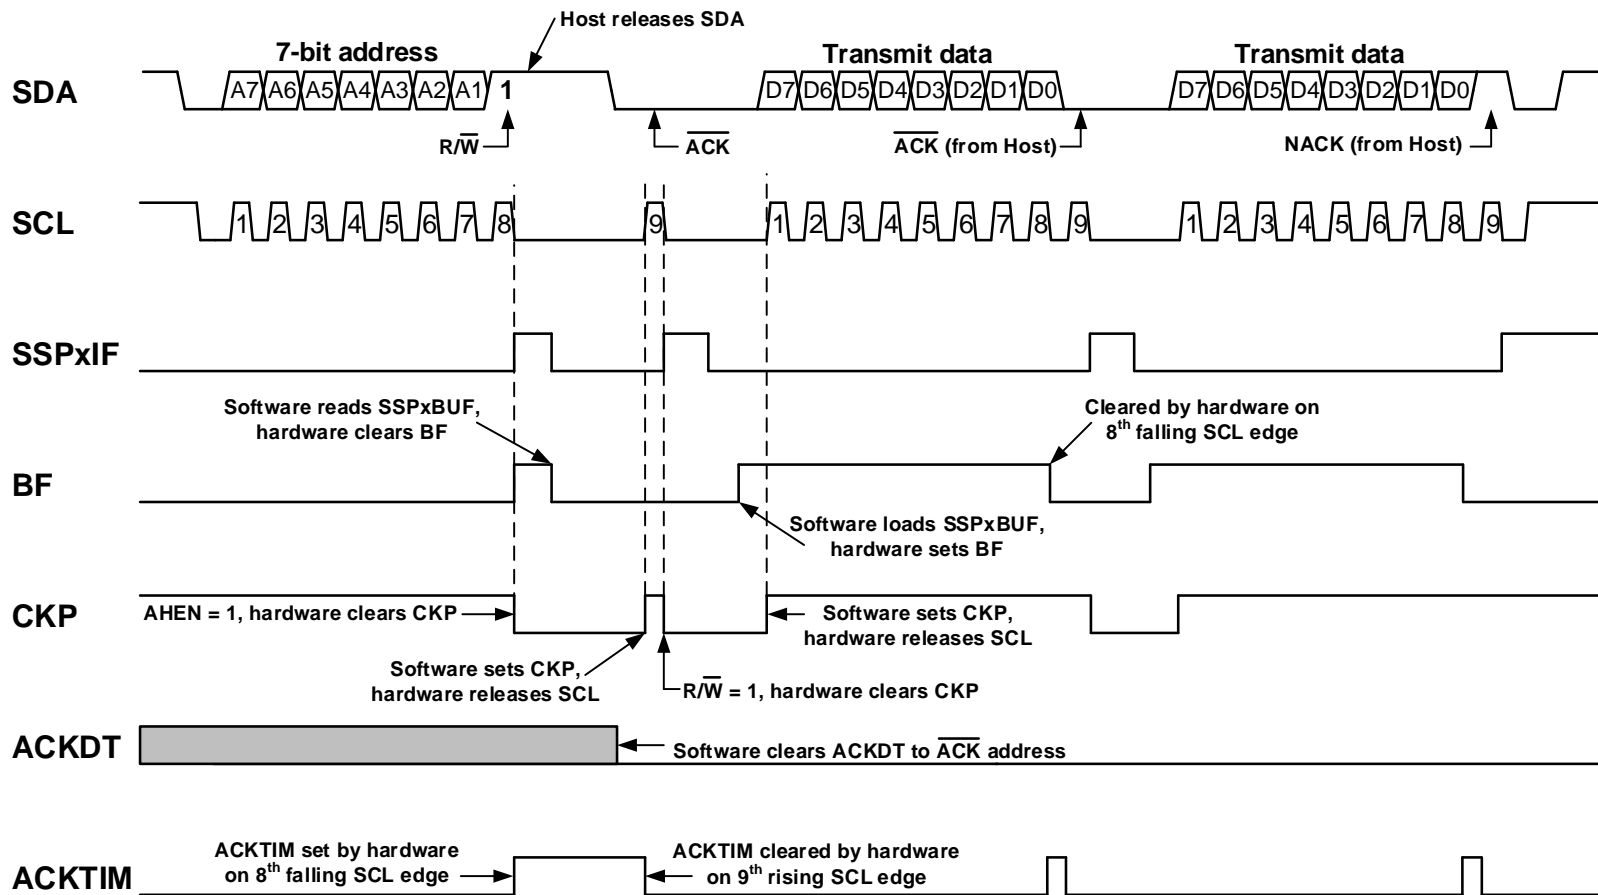 Host releases SDA
7-bit address
Transmit data
Transmit data
SDA
A7 A6 A5 A4 A3 A2 A1 1
D7 D6 D5 D4 D3 D2 D1 D0
D7 D6 D5 D4 D3 D2 D1 D0
R/W̅
A̅C̅K̅
A̅C̅K̅ (from Host)
NACK (from Host)
SCL
1 2 3 4 5 6 7 8 9
1 2 3 4 5 6 7 8 9
1 2 3 4 5 6 7 8 9
SSPxIF
Software reads SSPxBUF,
hardware clears BF
Cleared by hardware on
8th falling SCL edge
BF
Software loads SSPxBUF,
hardware sets BF
CKP
AHEN = 1, hardware clears CKP
Software sets CKP,
hardware releases SCL
Software sets CKP,
hardware releases SCL
R/W̅ = 1, hardware clears CKP
ACKDT
Software clears ACKDT to A̅C̅K̅ address
ACKTIM
ACKTIM set by hardware
on 8th falling SCL edge
ACKTIM cleared by hardware
on 9th rising SCL edge